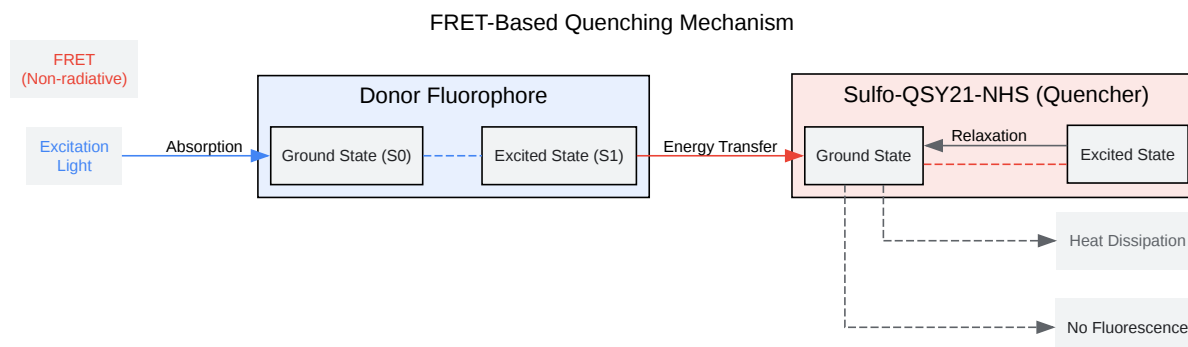 FRET-Based Quenching Mechanism
FRET
(Non-radiative)
Donor Fluorophore
Sulfo-QSY21-NHS (Quencher)
Excitation
Light
Absorption
Ground State (S0)
Excited State (S1)
Energy Transfer
Ground State
Relaxation
Excited State
Heat Dissipation
No Fluorescence